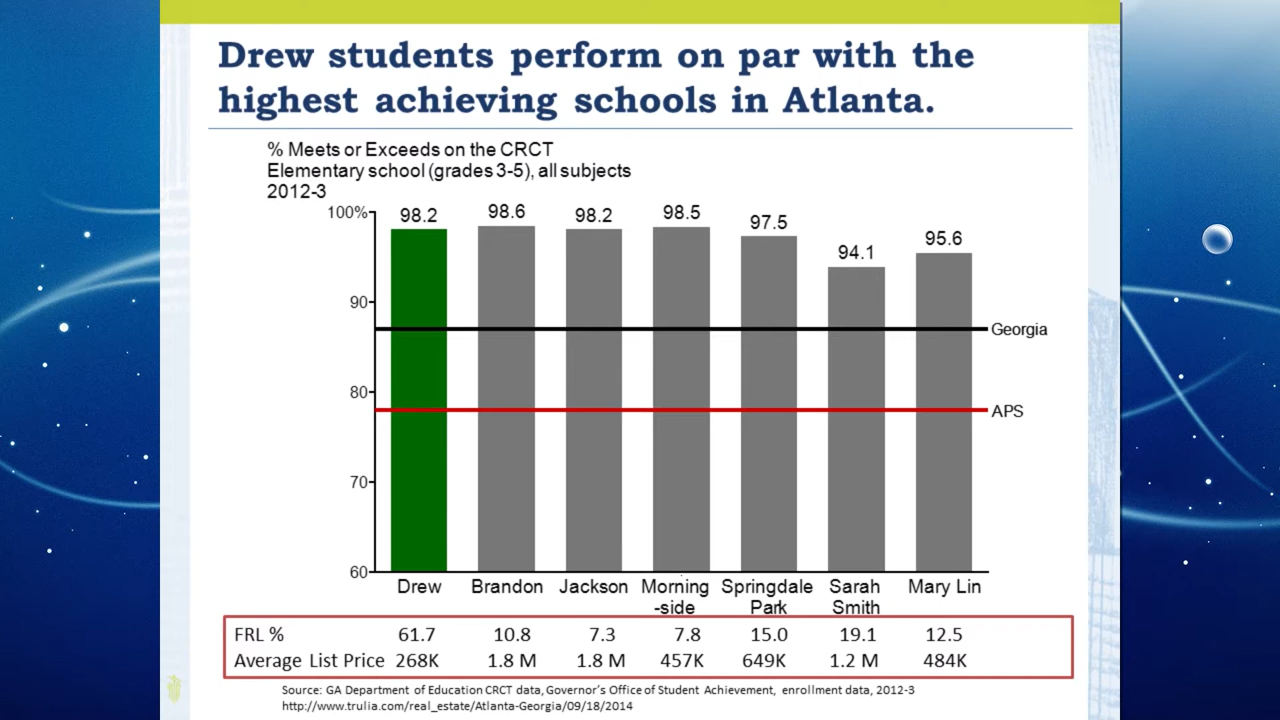 Drew students perform on par with the
highest achieving schools in Atlanta.
% Meets or Exceeds on the CRCT
Elementary school (grades 3-5), all subjects
2012-3
100%
98.2 98.6 98.2 98.5 97.5 94.1 95.6
90
Georgia
80
APS
70
60
Drew Brandon Jackson Morning Springdale Sarah Mary Lin
-side Park Smith
FRL % 61.7 10.8 7.3 7.8 15.0 19.1 12.5
Average List Price 268K 1.8 M 1.8 M 457K 649K 1.2 M 484K
Source: GA Department of Education CRCT data, Governor's Office of Student Achievement, enrollment data, 2012-3
http://www.trulia.com/real_estate/Atlanta-Georgia/09/18/2014